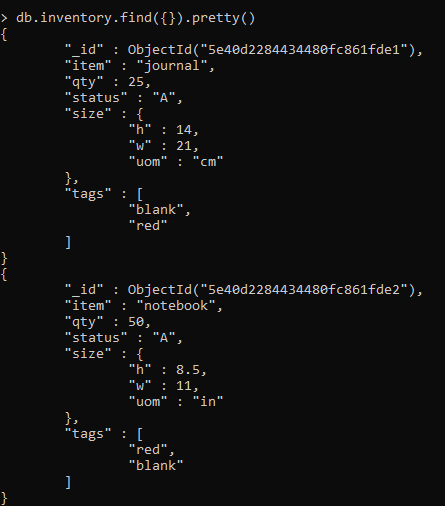 > db.inventory.find({}).pretty()
{
        "_id" : ObjectId("5e40d2284434480fc861fde1"),
        "item" : "journal",
        "qty" : 25,
        "status" : "A",
        "size" : {
                "h" : 14,
                "w" : 21,
                "uom" : "cm"
        },
        "tags" : [
                "blank",
                "red"
        ]
}
{
        "_id" : ObjectId("5e40d2284434480fc861fde2"),
        "item" : "notebook",
        "qty" : 50,
        "status" : "A",
        "size" : {
                "h" : 8.5,
                "w" : 11,
                "uom" : "in"
        },
        "tags" : [
                "red",
                "blank"
        ]
}